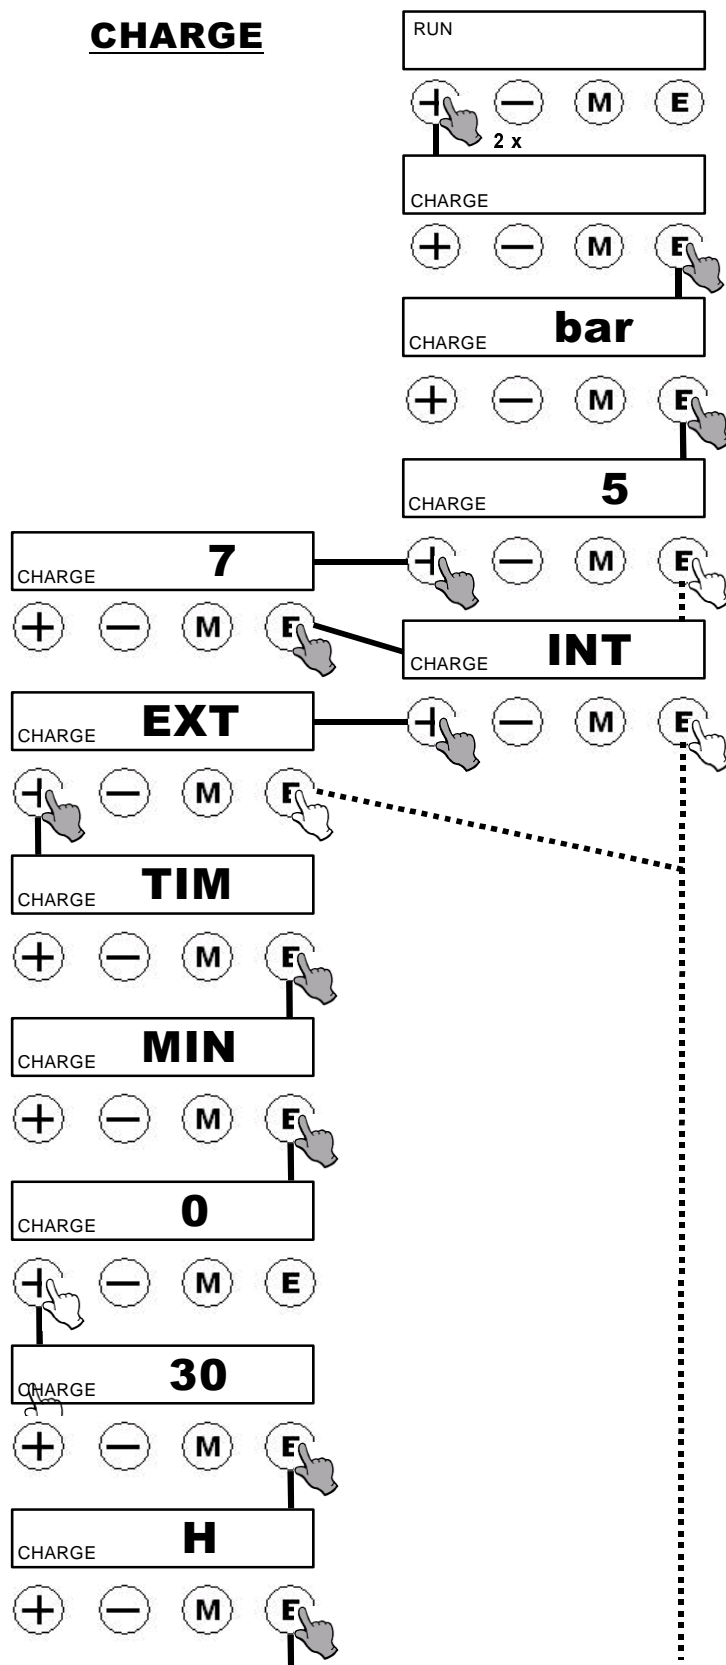 CHARGE
RUN
+ — M E
2 x
CHARGE
+ — M E
CHARGE bar
+ — M E
CHARGE 5
+ — M E
CHARGE 7
+ — M E
CHARGE INT
+ — M E
CHARGE EXT
+ — M E
CHARGE TIM
+ — M E
CHARGE MIN
+ — M E
CHARGE 0
+ — M E
CHARGE 30
+ — M E
CHARGE H
+ — M E